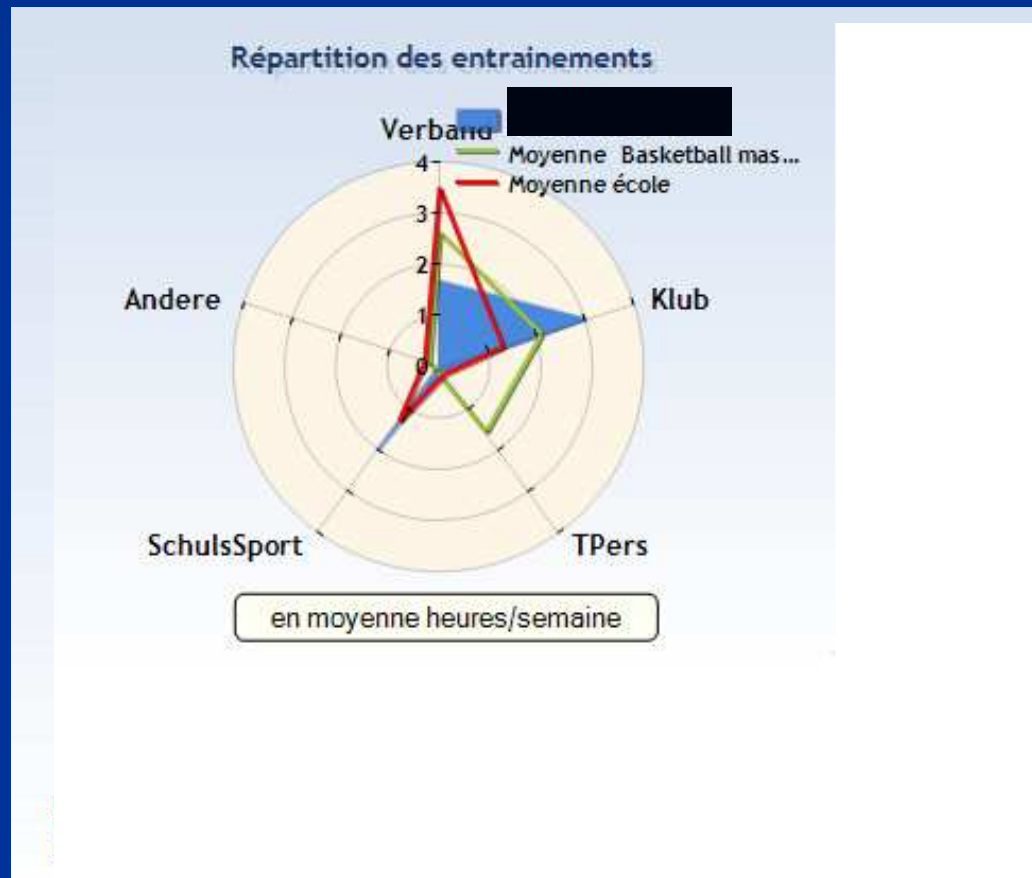 Répartition des entrainements
Verband
Moyenne Basketball mas...
Moyenne école
4
3
2
1
0
Andere
Klub
SchulsSport
TPers
en moyenne heures/semaine